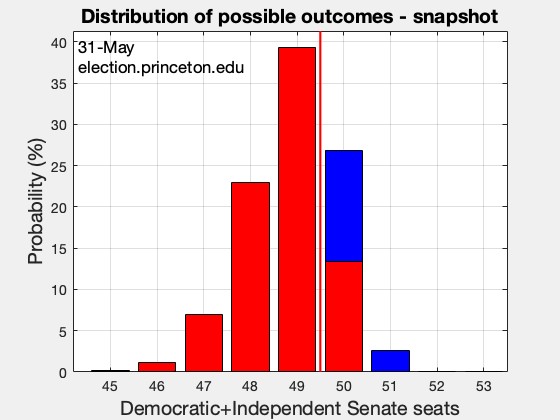 Distribution of possible outcomes - snapshot
31-May
election.princeton.edu
40
35
30
25
20
15
10
5
0
Probability (%)
45 46 47 48 49 50 51 52 53
Democratic+Independent Senate seats